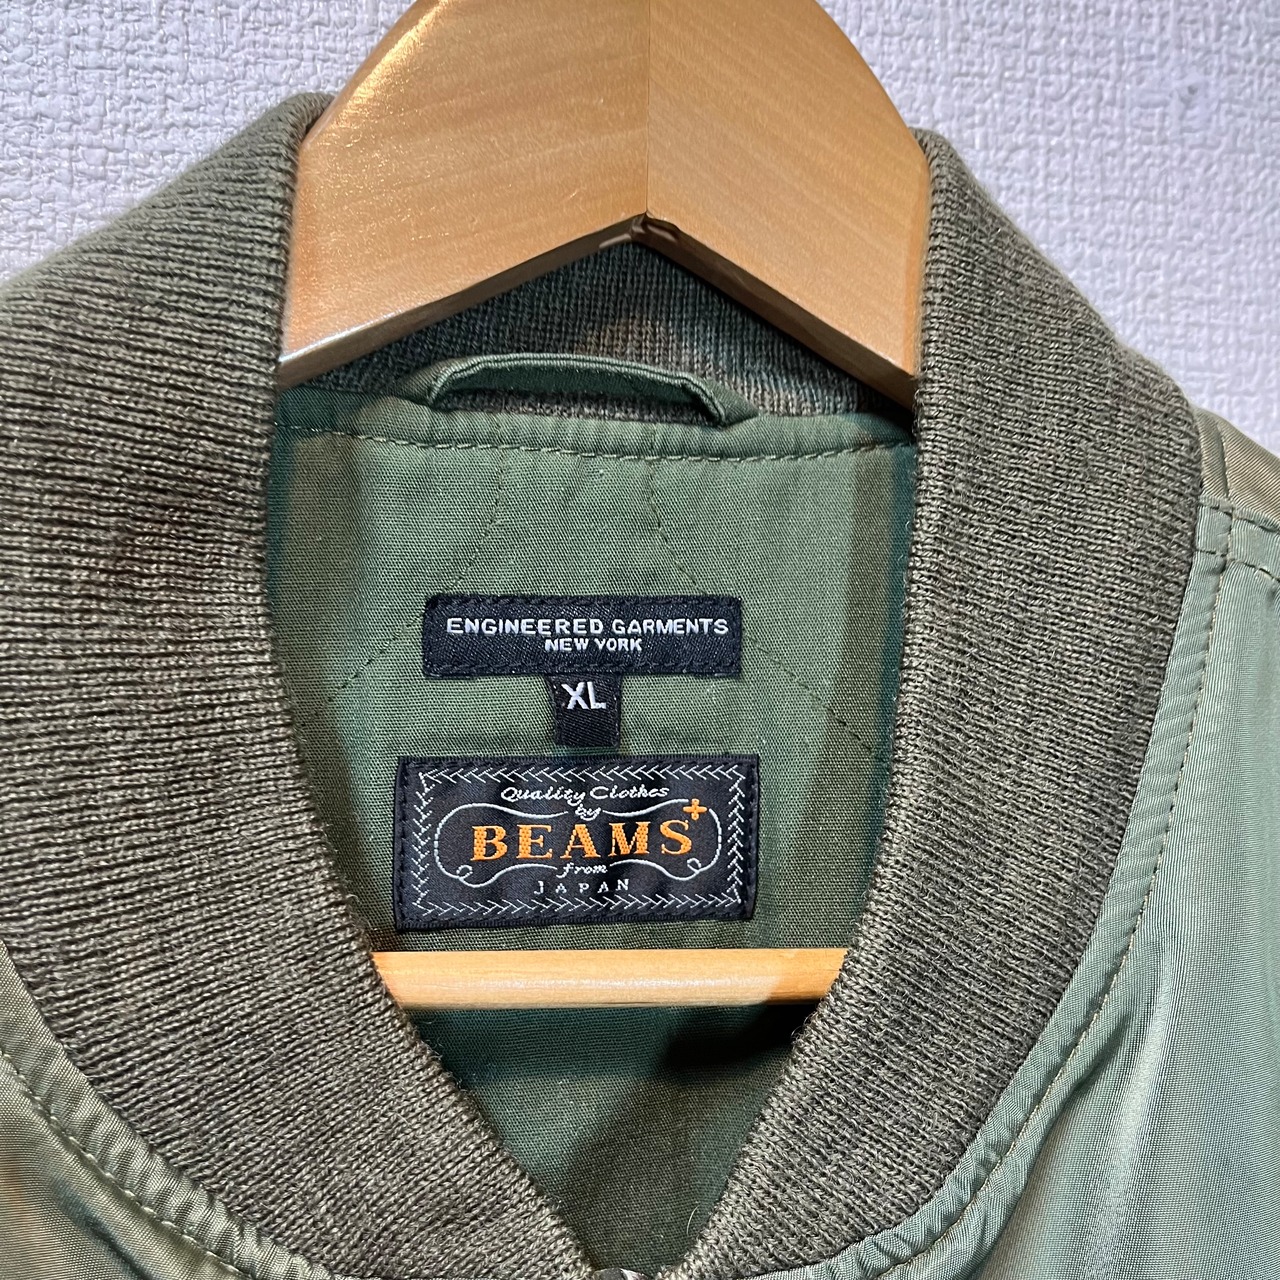 ENGINEERED GARMENTS
NEW YORK
XL
Quality Clothes
by
BEAMS+
from
JAPAN